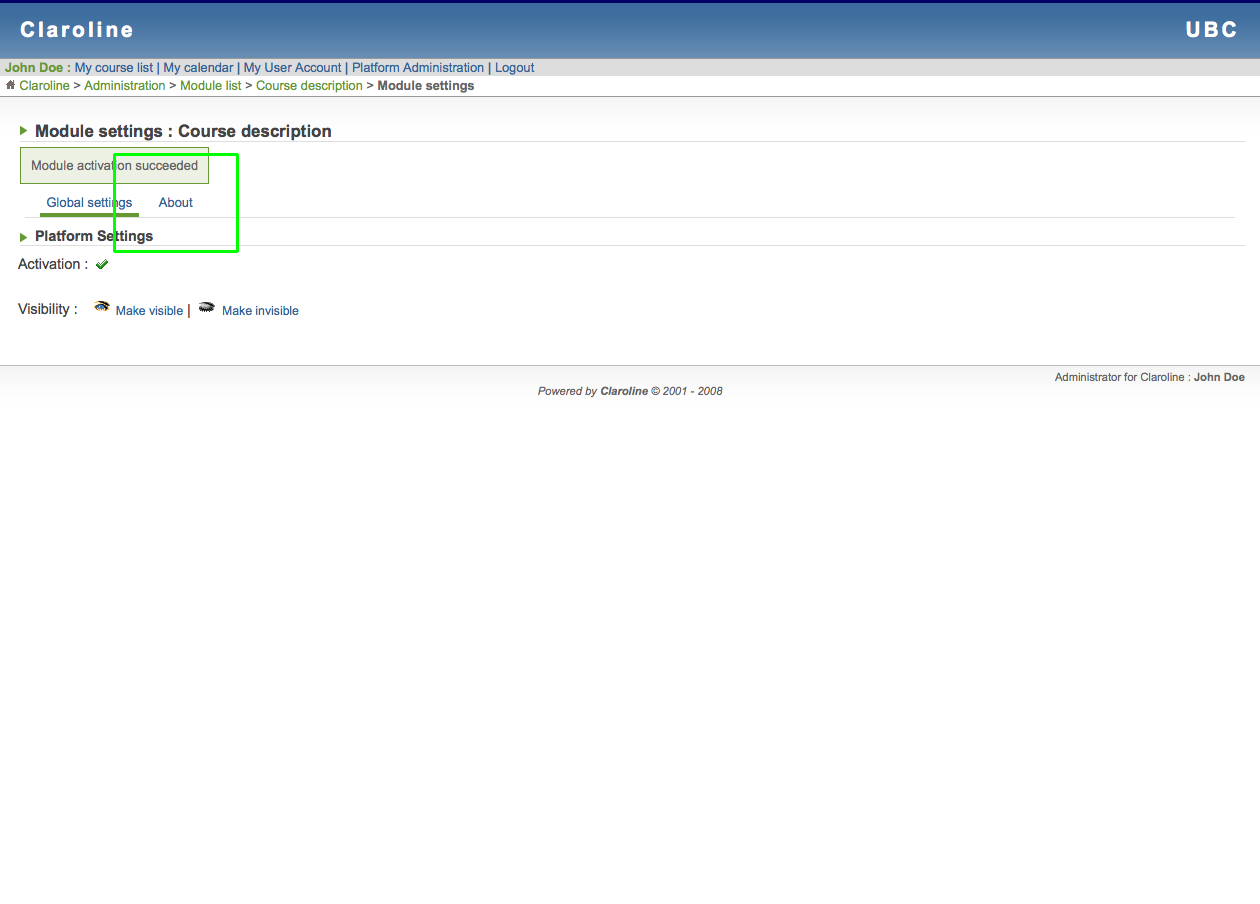 Claroline UBC
John Doe : My course list | My calendar | My User Account | Platform Administration | Logout
Claroline > Administration > Module list > Course description > Module settings
Module settings : Course description
Module activation succeeded
Global settings About
Platform Settings
Activation :
Visibility : Make visible | Make invisible
Administrator for Claroline : John Doe
Powered by Claroline © 2001 - 2008